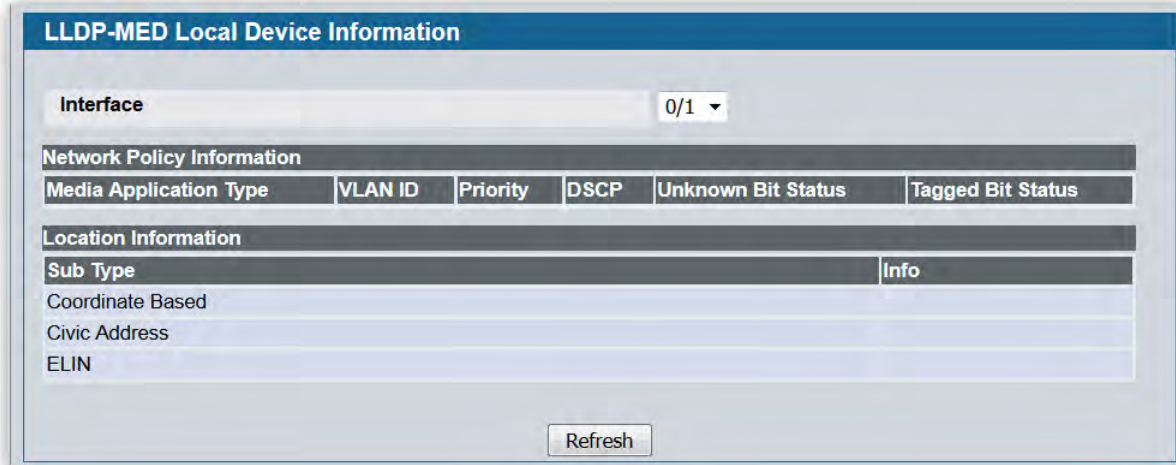 LLDP-MED Local Device Information
Interface 0/1
Network Policy Information
Media Application Type VLAN ID Priority DSCP Unknown Bit Status Tagged Bit Status
Location Information
Sub Type Info
Coordinate Based
Civic Address
ELIN
Refresh